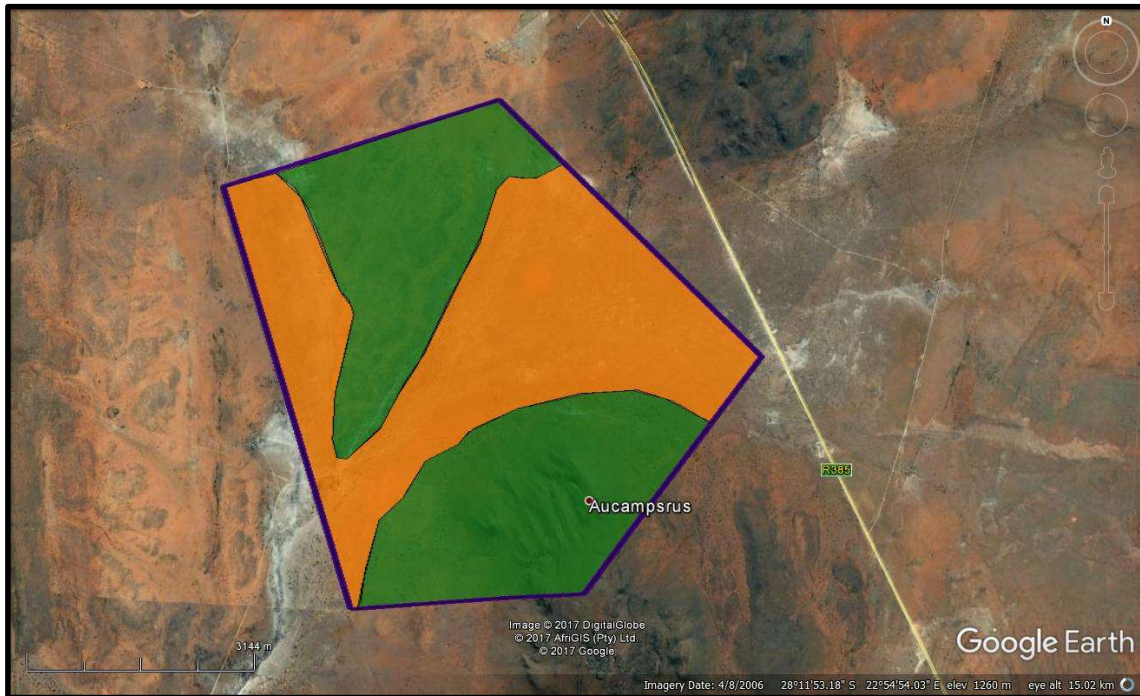 N
R385
Aucampsrus
3144 m
Image © 2017 DigitalGlobe
© 2017 AfriGIS (Pty) Ltd.
© 2017 Google
Google Earth
Imagery Date: 4/8/2006 28°11'53.18" S 22°54'54.03" E elev 1260 m eye alt 15.02 km